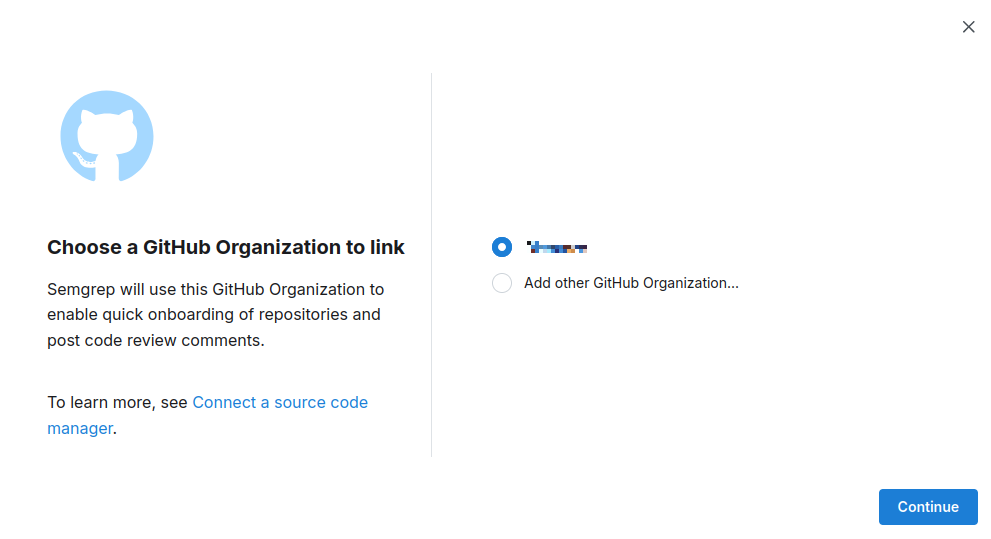 Choose a GitHub Organization to link
Semgrep will use this GitHub Organization to
enable quick onboarding of repositories and
post code review comments.
To learn more, see Connect a source code
manager.
Add other GitHub Organization...
Continue